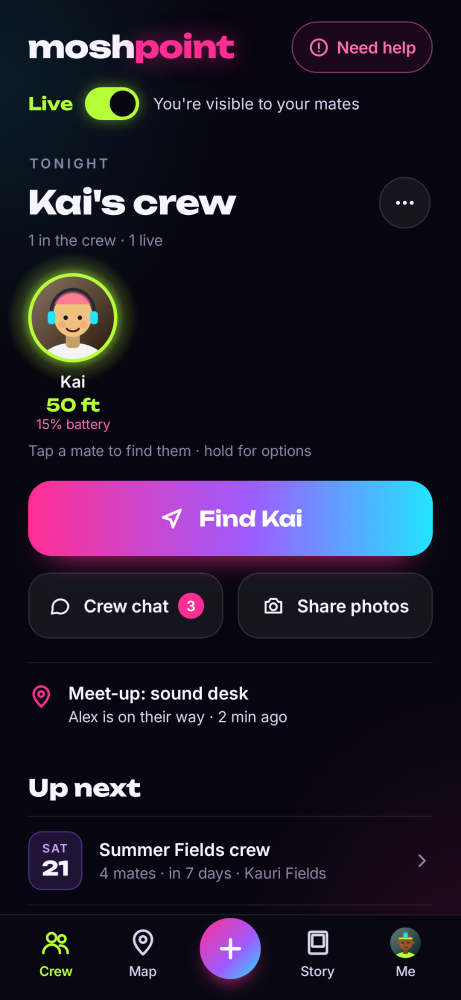 moshpoint
Need help
Live
You're visible to your mates
TONIGHT
Kai's crew
1 in the crew · 1 live
Kai
50 ft
15% battery
Tap a mate to find them · hold for options
Find Kai
Crew chat 3
Share photos
Meet-up: sound desk
Alex is on their way · 2 min ago
Up next
SAT
21
Summer Fields crew
4 mates · in 7 days · Kauri Fields
Crew
Map
Story
Me